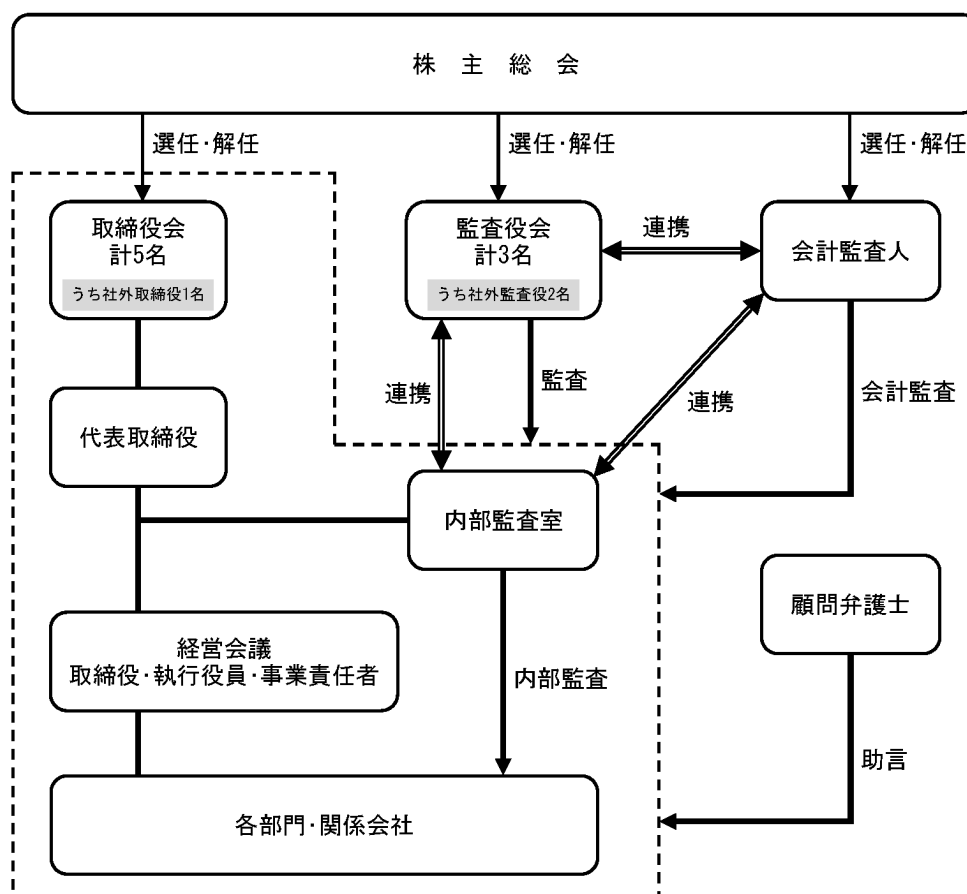 株主総会
選任・解任
選任・解任
選任・解任
取締役会
計5名
うち社外取締役1名
監査役会
計3名
うち社外監査役2名
連携
会計監査人
連携
監査
連携
会計監査
代表取締役
内部監査室
顧問弁護士
経営会議
取締役・執行役員・事業責任者
内部監査
助言
各部門・関係会社